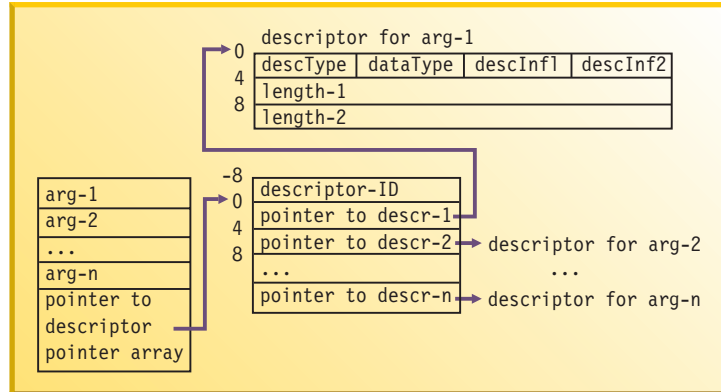 descriptor for arg-1
0
descType dataType descInf1 descInf2
4
length-1
8
length-2
-8
descriptor-ID
0
pointer to descr-1
4
pointer to descr-2
descriptor for arg-2
8
...
...
pointer to descr-n
descriptor for arg-n
arg-1
arg-2
...
arg-n
pointer to
descriptor
pointer array